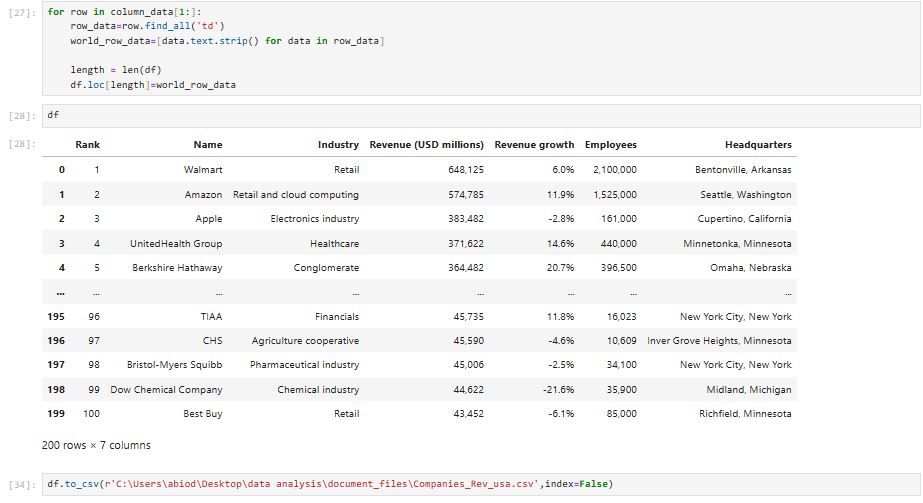 [27]: for row in column_data[1:]:
row_data=row.find_all('td')
world_row_data=[data.text.strip() for data in row_data]
length = len(df)
df.loc[length]=world_row_data
[28]: df
[28]: Rank Name Industry Revenue (USD millions) Revenue growth Employees Headquarters
0 1 Walmart Retail 648,125 6.0% 2,100,000 Bentonville, Arkansas
1 2 Amazon Retail and cloud computing 574,785 11.9% 1,525,000 Seattle, Washington
2 3 Apple Electronics industry 383,482 -2.8% 161,000 Cupertino, California
3 4 UnitedHealth Group Healthcare 371,622 14.6% 440,000 Minnetonka, Minnesota
4 5 Berkshire Hathaway Conglomerate 364,482 20.7% 396,500 Omaha, Nebraska
... ... ... ... ... ... ... ...
195 96 TIAA Financials 45,735 11.8% 16,023 New York City, New York
196 97 CHS Agriculture cooperative 45,590 -4.6% 10,609 Inver Grove Heights, Minnesota
197 98 Bristol-Myers Squibb Pharmaceutical industry 45,006 -2.5% 34,100 New York City, New York
198 99 Dow Chemical Company Chemical industry 44,622 -21.6% 35,900 Midland, Michigan
199 100 Best Buy Retail 43,452 -6.1% 85,000 Richfield, Minnesota
200 rows × 7 columns
[34]: df.to_csv(r'C:\Users\abiod\Desktop\data analysis\document_files\Companies_Rev_usa.csv',index=False)